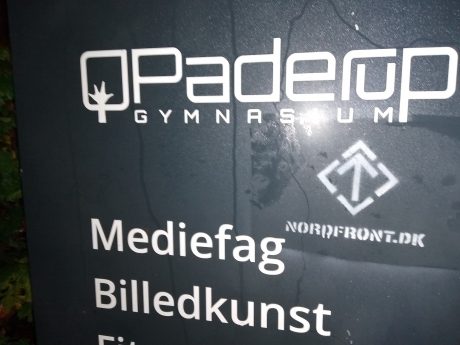 Paderup
GYMNASIUM
NORDFRONT.DK
Mediefag
Billedkunst